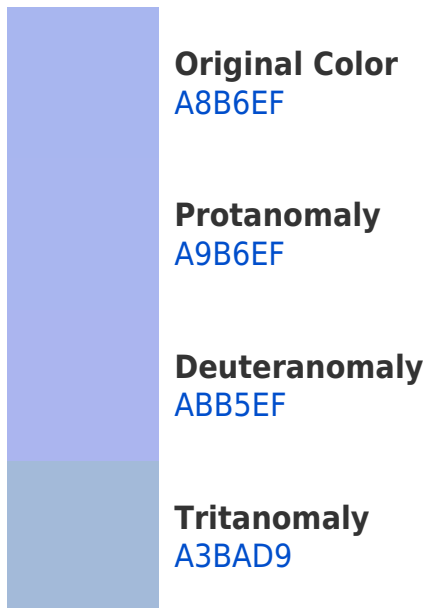 Original Color
A8B6EF
Protanomaly
A9B6EF
Deuteranomaly
ABB5EF
Tritanomaly
A3BAD9